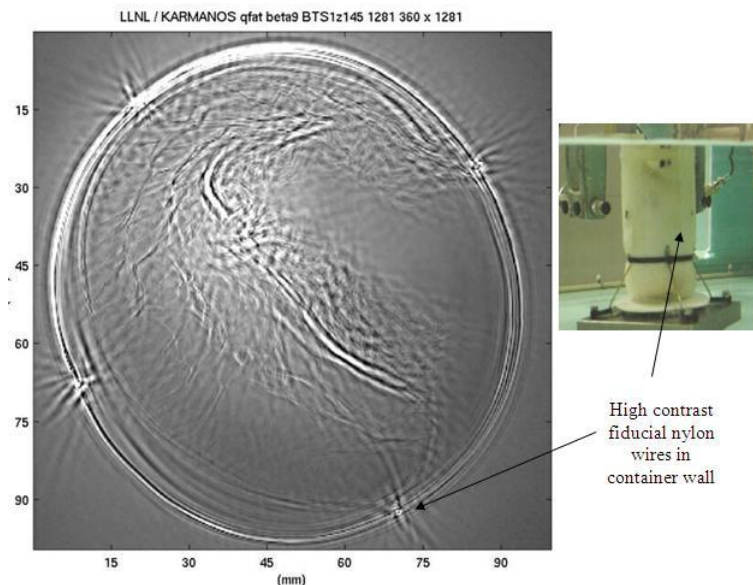 LLNL / KARMANOS qfat beta9 BTS1z145 1281 360 x 1281
15
30
45
60
75
90
15 30 45 60 75 90
(mm)
High contrast
fiducial nylon
wires in
container wall